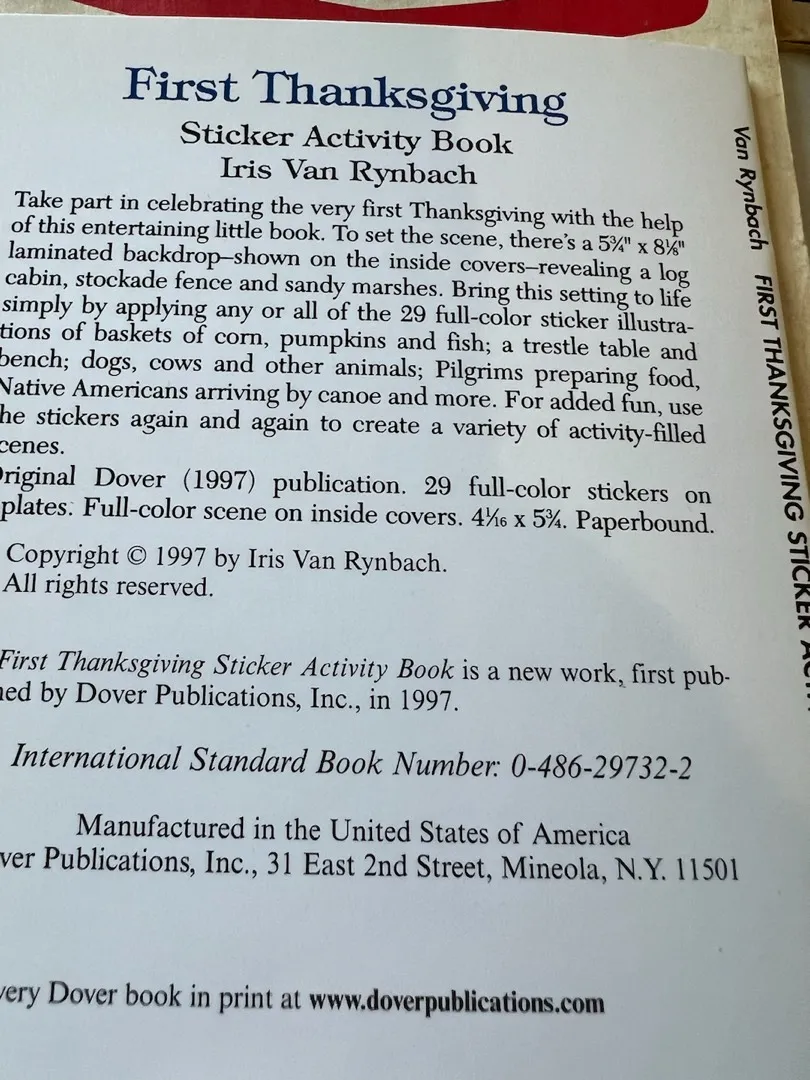 First Thanksgiving
Sticker Activity Book
Iris Van Rynbach
Take part in celebrating the very first Thanksgiving with the help
of this entertaining little book. To set the scene, there's a 5¾" x 8⅛"
laminated backdrop–shown on the inside covers–revealing a log
cabin, stockade fence and sandy marshes. Bring this setting to life
simply by applying any or all of the 29 full-color sticker illustra-
tions of baskets of corn, pumpkins and fish; a trestle table and
bench; dogs, cows and other animals; Pilgrims preparing food,
Native Americans arriving by canoe and more. For added fun, use
he stickers again and again to create a variety of activity-filled
cenes.
Original Dover (1997) publication. 29 full-color stickers on
plates. Full-color scene on inside covers. 4¹⁄₁₆ x 5¾. Paperbound.
Copyright © 1997 by Iris Van Rynbach.
All rights reserved.
First Thanksgiving Sticker Activity Book is a new work, first pub-
hed by Dover Publications, Inc., in 1997.
International Standard Book Number: 0-486-29732-2
Manufactured in the United States of America
ver Publications, Inc., 31 East 2nd Street, Mineola, N.Y. 11501
very Dover book in print at www.doverpublications.com
Van Rynbach FIRST THANKSGIVING STICKER